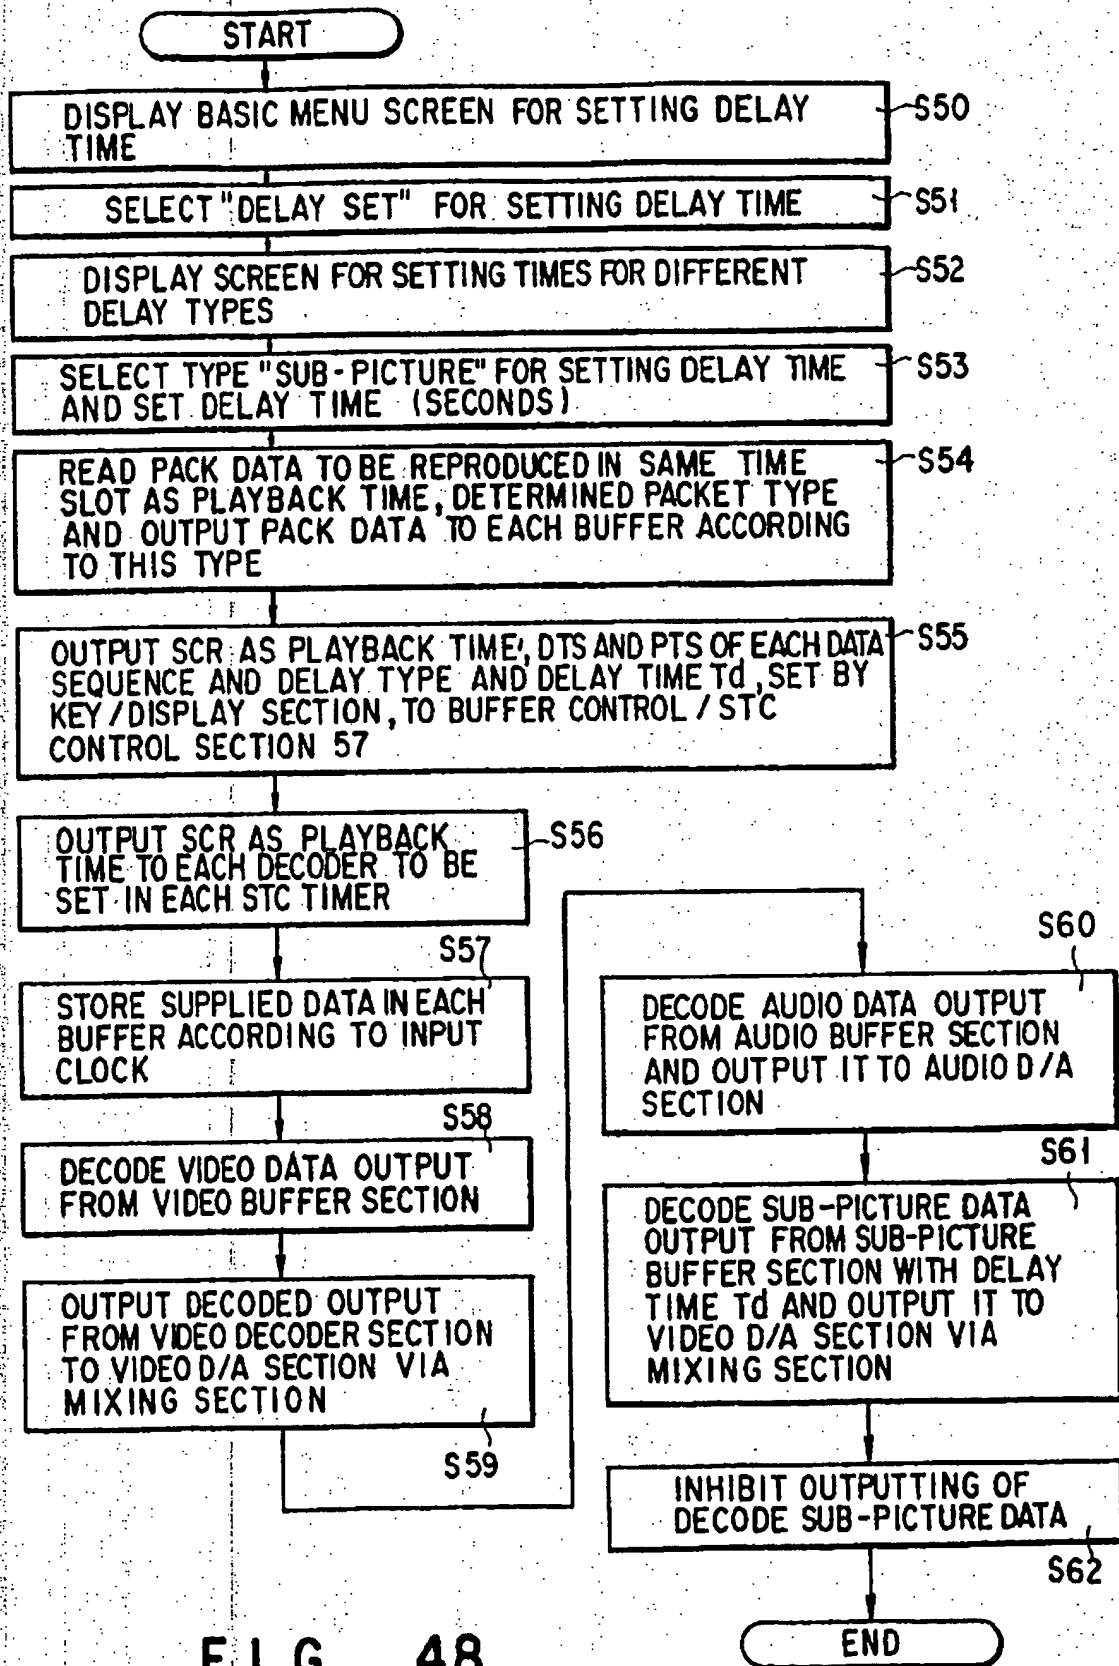 START
DISPLAY BASIC MENU SCREEN FOR SETTING DELAY
TIME
S50
SELECT "DELAY SET" FOR SETTING DELAY TIME
S51
DISPLAY SCREEN FOR SETTING TIMES FOR DIFFERENT
DELAY TYPES
S52
SELECT TYPE "SUB-PICTURE" FOR SETTING DELAY TIME
AND SET DELAY TIME (SECONDS)
S53
READ PACK DATA TO BE REPRODUCED IN SAME TIME
SLOT AS PLAYBACK TIME, DETERMINED PACKET TYPE
AND OUTPUT PACK DATA TO EACH BUFFER ACCORDING
TO THIS TYPE
S54
OUTPUT SCR AS PLAYBACK TIME, DTS AND PTS OF EACH DATA
SEQUENCE AND DELAY TYPE AND DELAY TIME Td, SET BY
KEY/DISPLAY SECTION, TO BUFFER CONTROL / STC
CONTROL SECTION 57
S55
OUTPUT SCR AS PLAYBACK
TIME TO EACH DECODER TO BE
SET IN EACH STC TIMER
S56
S57
STORE SUPPLIED DATA IN EACH
BUFFER ACCORDING TO INPUT
CLOCK
S58
DECODE VIDEO DATA OUTPUT
FROM VIDEO BUFFER SECTION
OUTPUT DECODED OUTPUT
FROM VIDEO DECODER SECTION
TO VIDEO D/A SECTION VIA
MIXING SECTION
S59
S60
DECODE AUDIO DATA OUTPUT
FROM AUDIO BUFFER SECTION
AND OUTPUT IT TO AUDIO D/A
SECTION
S61
DECODE SUB-PICTURE DATA
OUTPUT FROM SUB-PICTURE
BUFFER SECTION WITH DELAY
TIME Td AND OUTPUT IT TO
VIDEO D/A SECTION VIA
MIXING SECTION
INHIBIT OUTPUTTING OF
DECODE SUB-PICTURE DATA
S62
END
FIG. 48